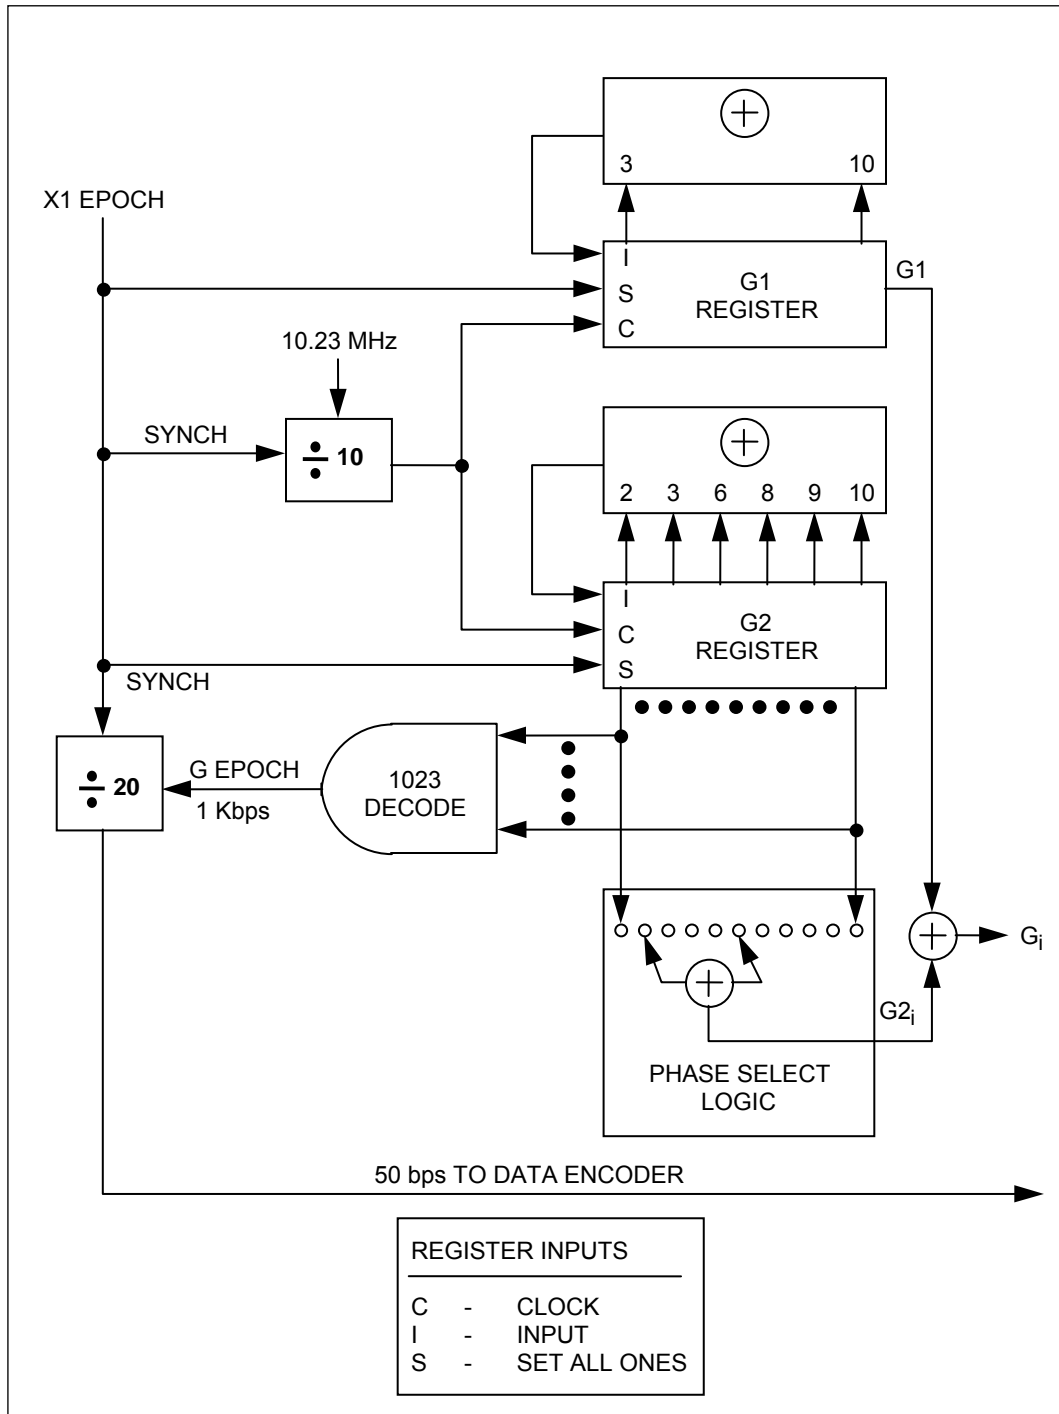 3 10
X1 EPOCH
I
S
C
G1
REGISTER
G1
10.23 MHz
SYNCH
÷ 10
2 3 6 8 9 10
I
C
S
G2
REGISTER
SYNCH
÷ 20
G EPOCH
1 Kbps
1023
DECODE
Gi
G2i
PHASE SELECT
LOGIC
50 bps TO DATA ENCODER
REGISTER INPUTS
C - CLOCK
I - INPUT
S - SET ALL ONES